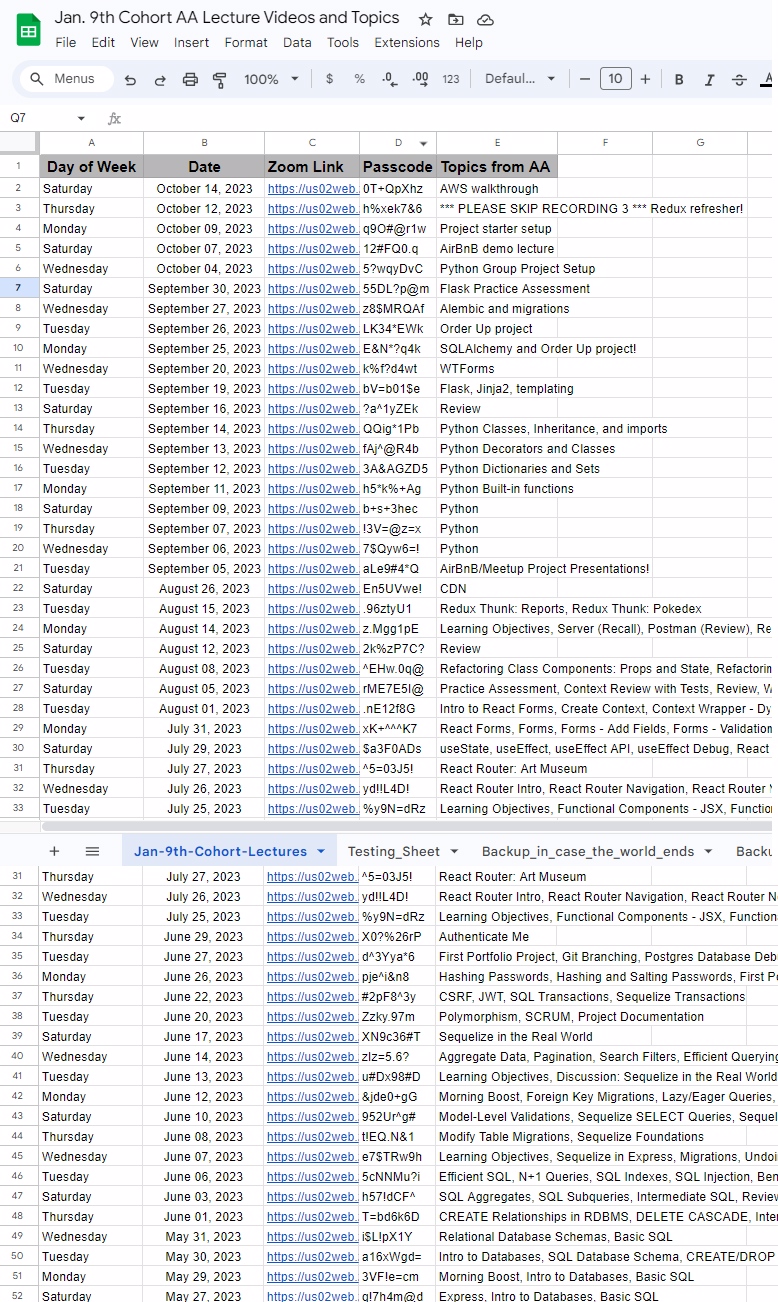 Jan. 9th Cohort AA Lecture Videos and Topics
File Edit View Insert Format Data Tools Extensions Help
Menus 100% $ % .0 .00 123 Defaul... − 10 + B I S A
Q7 fx
A B C D E F G
1 Day of Week Date Zoom Link Passcode Topics from AA
2 Saturday October 14, 2023 https://us02web. 0T+QpXhz AWS walkthrough
3 Thursday October 12, 2023 https://us02web. h%xek7&6 *** PLEASE SKIP RECORDING 3 *** Redux refresher!
4 Monday October 09, 2023 https://us02web. q9O#@r1w Project starter setup
5 Saturday October 07, 2023 https://us02web. 12#FQ0.q AirBnB demo lecture
6 Wednesday October 04, 2023 https://us02web. 5?wqyDvC Python Group Project Setup
7 Saturday September 30, 2023 https://us02web. 55DL?p@m Flask Practice Assessment
8 Wednesday September 27, 2023 https://us02web. z8$MRQAf Alembic and migrations
9 Tuesday September 26, 2023 https://us02web. LK34*EWk Order Up project
10 Monday September 25, 2023 https://us02web. E&N*?q4k SQLAlchemy and Order Up project!
11 Wednesday September 20, 2023 https://us02web. k%f?d4wt WTForms
12 Tuesday September 19, 2023 https://us02web. bV=b01$e Flask, Jinja2, templating
13 Saturday September 16, 2023 https://us02web. ?a^1yZEk Review
14 Thursday September 14, 2023 https://us02web. QQig*1Pb Python Classes, Inheritance, and imports
15 Wednesday September 13, 2023 https://us02web. fAj^@R4b Python Decorators and Classes
16 Tuesday September 12, 2023 https://us02web. 3A&AGZD5 Python Dictionaries and Sets
17 Monday September 11, 2023 https://us02web. h5*k%+Ag Python Built-in functions
18 Saturday September 09, 2023 https://us02web. b+s+3hec Python
19 Thursday September 07, 2023 https://us02web. !3V=@z=x Python
20 Wednesday September 06, 2023 https://us02web. 7$Qyw6=! Python
21 Tuesday September 05, 2023 https://us02web. aLe9#4*Q AirBnB/Meetup Project Presentations!
22 Saturday August 26, 2023 https://us02web. En5UVwe! CDN
23 Tuesday August 15, 2023 https://us02web. .96ztyU1 Redux Thunk: Reports, Redux Thunk: Pokedex
24 Monday August 14, 2023 https://us02web. z.Mgg1pE Learning Objectives, Server (Recall), Postman (Review), Re
25 Saturday August 12, 2023 https://us02web. 2k%zP7C? Review
26 Tuesday August 08, 2023 https://us02web. ^EHw.0q@ Refactoring Class Components: Props and State, Refactorin
27 Saturday August 05, 2023 https://us02web. rME7E5!@ Practice Assessment, Context Review with Tests, Review, W
28 Tuesday August 01, 2023 https://us02web. .nE12f8G Intro to React Forms, Create Context, Context Wrapper - Dy
29 Monday July 31, 2023 https://us02web. xK+^^^K7 React Forms, Forms, Forms - Add Fields, Forms - Validation
30 Saturday July 29, 2023 https://us02web. $a3F0ADs useState, useEffect, useEffect API, useEffect Debug, React
31 Thursday July 27, 2023 https://us02web. ^5=03J5! React Router: Art Museum
32 Wednesday July 26, 2023 https://us02web. yd!!L4D! React Router Intro, React Router Navigation, React Router
33 Tuesday July 25, 2023 https://us02web. %y9N=dRz Learning Objectives, Functional Components - JSX, Functio
+ Jan-9th-Cohort-Lectures Testing_Sheet Backup_in_case_the_world_ends Backu
31 Thursday July 27, 2023 https://us02web. ^5=03J5! React Router: Art Museum
32 Wednesday July 26, 2023 https://us02web. yd!!L4D! React Router Intro, React Router Navigation, React Router N
33 Tuesday July 25, 2023 https://us02web. %y9N=dRz Learning Objectives, Functional Components - JSX, Function
34 Thursday June 29, 2023 https://us02web. X0?%26rP Authenticate Me
35 Tuesday June 27, 2023 https://us02web. d^3Yya*6 First Portfolio Project, Git Branching, Postgres Database Deb
36 Monday June 26, 2023 https://us02web. pje^i&n8 Hashing Passwords, Hashing and Salting Passwords, First P
37 Thursday June 22, 2023 https://us02web. #2pF8^3y CSRF, JWT, SQL Transactions, Sequelize Transactions
38 Tuesday June 20, 2023 https://us02web. Zzky.97m Polymorphism, SCRUM, Project Documentation
39 Saturday June 17, 2023 https://us02web. XN9c36#T Sequelize in the Real World
40 Wednesday June 14, 2023 https://us02web. zIz=5.6? Aggregate Data, Pagination, Search Filters, Efficient Querying
41 Tuesday June 13, 2023 https://us02web. u#Dx98#D Learning Objectives, Discussion: Sequelize in the Real World
42 Monday June 12, 2023 https://us02web. &jde0+gG Morning Boost, Foreign Key Migrations, Lazy/Eager Queries,
43 Saturday June 10, 2023 https://us02web. 952Ur^g# Model-Level Validations, Sequelize SELECT Queries, Sequel
44 Thursday June 08, 2023 https://us02web. t!EQ.N&1 Modify Table Migrations, Sequelize Foundations
45 Wednesday June 07, 2023 https://us02web. e7$TRw9h Learning Objectives, Sequelize in Express, Migrations, Undoi
46 Tuesday June 06, 2023 https://us02web. 5cNNMu?i Efficient SQL, N+1 Queries, SQL Indexes, SQL Injection, Ben
47 Saturday June 03, 2023 https://us02web. h57!dCF^ SQL Aggregates, SQL Subqueries, Intermediate SQL, Review
48 Thursday June 01, 2023 https://us02web. T=bd6k6D CREATE Relationships in RDBMS, DELETE CASCADE, Inter
49 Wednesday May 31, 2023 https://us02web. i$L!pX1Y Relational Database Schemas, Basic SQL
50 Tuesday May 30, 2023 https://us02web. a16xWgd= Intro to Databases, SQL Database Schema, CREATE/DROP
51 Monday May 29, 2023 https://us02web. 3VF!e=cm Morning Boost, Intro to Databases, Basic SQL
52 Saturday May 27, 2023 https://us02web. q!7h4m@d Express, Intro to Databases, Basic SQL